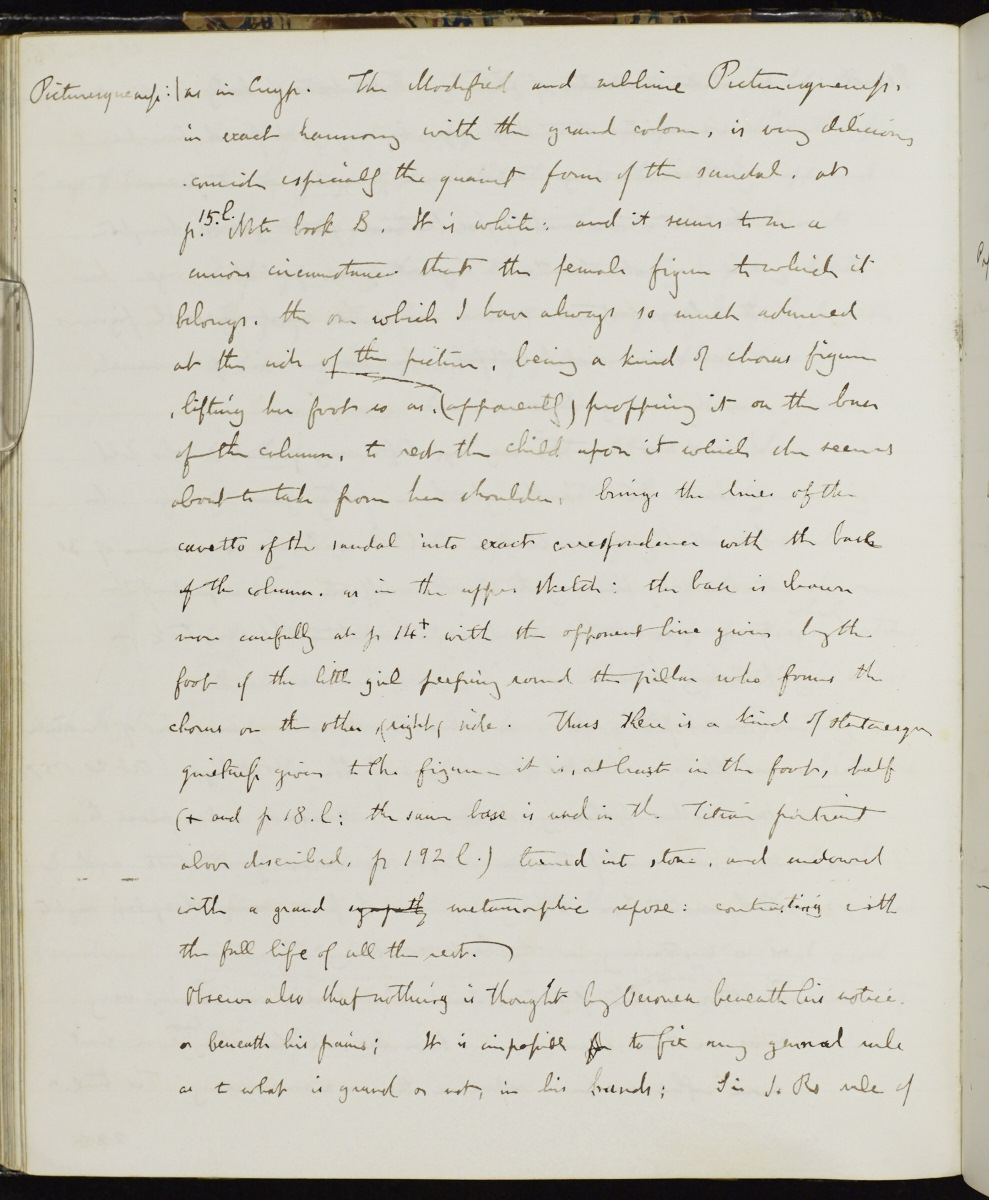 Picturesqueness: | as in Cuyp. The Modified and sublime Picturesqueness,
in exact harmony with the grand colour, is very delicious
consider especially the quaint form of the sandal, at
p. 15.l. Note book B. It is white: and it seems to me a
curious circumstance that the female figure to which it
belongs, the one which I have always so much admired
at the side of the picture, being a kind of chorus figure
, lifting her foot so as, (apparently) propping it on the base
of the column, to rest the child upon it which she seems
about to take from her shoulder, brings the lines of the
cavetto of the sandal into exact correspondence with the base
of the column, as in the upper sketch: the base is drawn
more carefully at p 14+. with the opponent line given by the
foot of the little girl peeping round the pillar who forms the
chorus on the other, (right) side. Thus there is a kind of statuesque
quietness given to the figure - it is, at least in the foot, half
(+ and p 18.l; the same base is used in the Titian portrait
above described, p 192 l.) turned into stone, and endowed
with a grand metamorphic repose: contrasting with
the full life of all the rest.)
Observe also that nothing is thought by Veronese beneath his notice.
or beneath his pains; It is impossible to fix any general rule
as to what is grand or not, in his hands; Sir J. Rs rule of